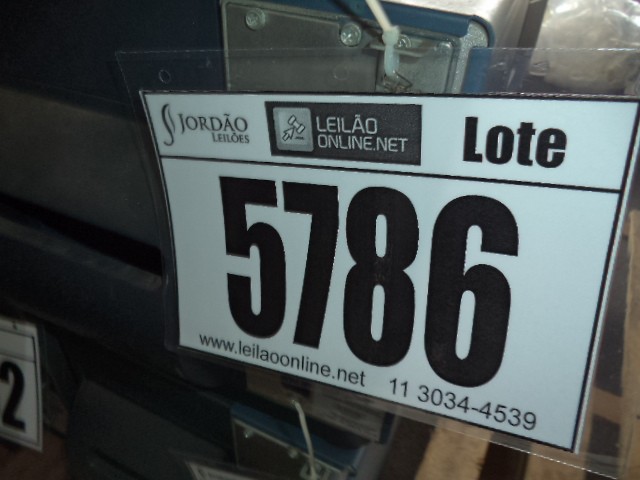 JORDÃO
LEILÕES
LEILÃO
ONLINE.NET
Lote
5786
www.leilaoonline.net 11 3034-4539
2